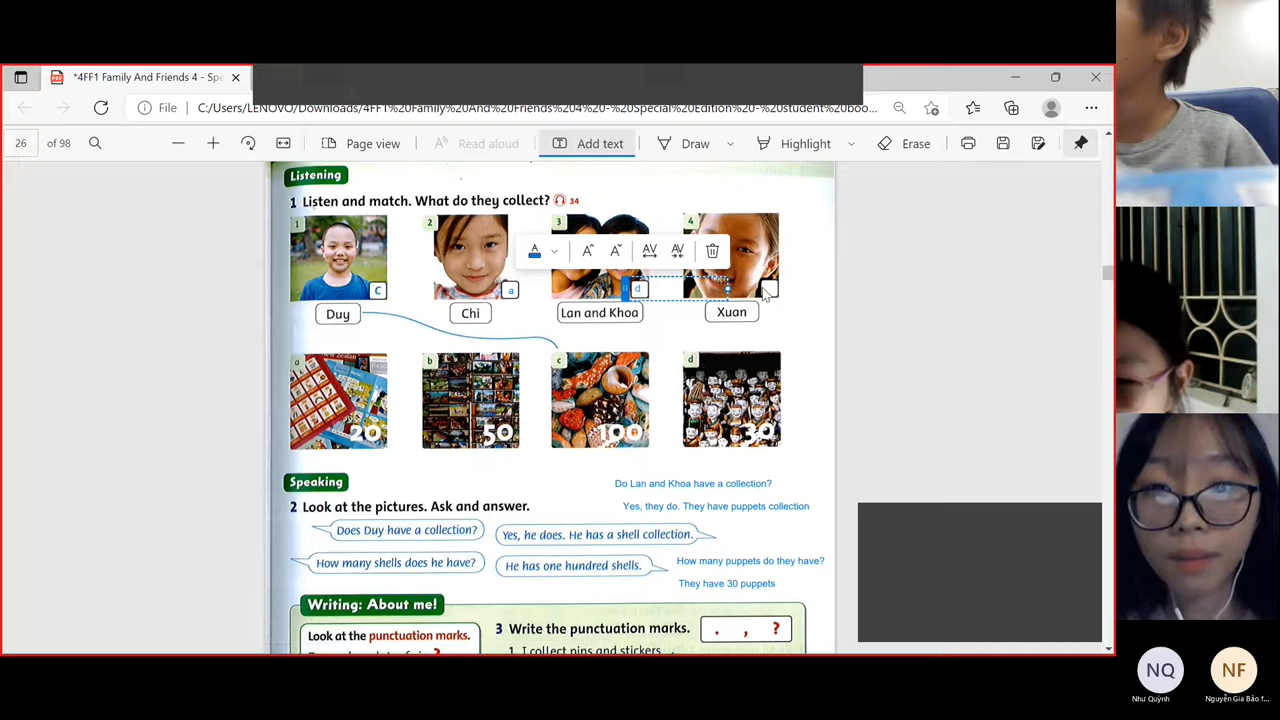 *4FF1 Family And Friends 4 - Spe
File
C:/Users/LENOVO/Downloads/4FF1%20Family%20And%20Friends%204%20-%20Special%20Edition%20-%20student%20boo...
26 of 98
Page view
Read aloud
Add text
Draw
Highlight
Erase
Listening
1 Listen and match. What do they collect? 34
1
2
3
4
C
a
d
Duy
Chi
Lan and Khoa
Xuan
a
b
c
d
20
50
100
30
Speaking
Do Lan and Khoa have a collection?
2 Look at the pictures. Ask and answer.
Yes, they do. They have puppets collection
Does Duy have a collection?
Yes, he does. He has a shell collection.
How many shells does he have?
He has one hundred shells.
How many puppets do they have?
They have 30 puppets
Writing: About me!
Look at the punctuation marks.
3 Write the punctuation marks.
. , ?
1 I collect pins and stickers
NQ
NF
Như Quỳnh
Nguyễn Gia Bảo f...